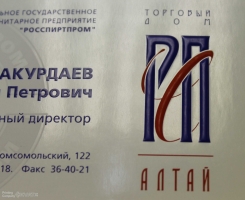 ЬНОЕ ГОСУДАРСТВЕННОЕ
НИТАРНОЕ ПРЕДПРИЯТИЕ
"РОССПИРТПРОМ"
АКУРДАЕВ
Петрович
ный директор
омсомольский, 122
18. Факс 36-40-21
ТОРГОВЫЙ
ДОМ
РСП
АЛТАЙ